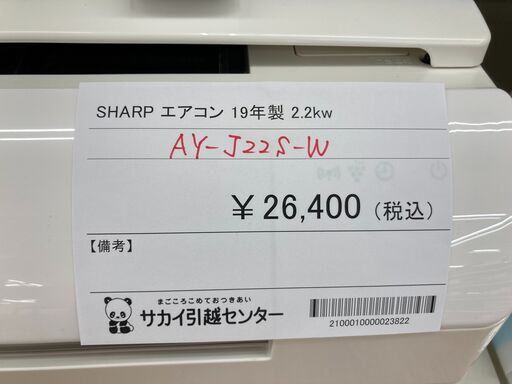 SHARP エアコン 19年製 2.2kw
AY-J22S-W
￥26,400（税込）
【備考】
まごころこめておつきあい
サカイ引越センター
2100010000023822